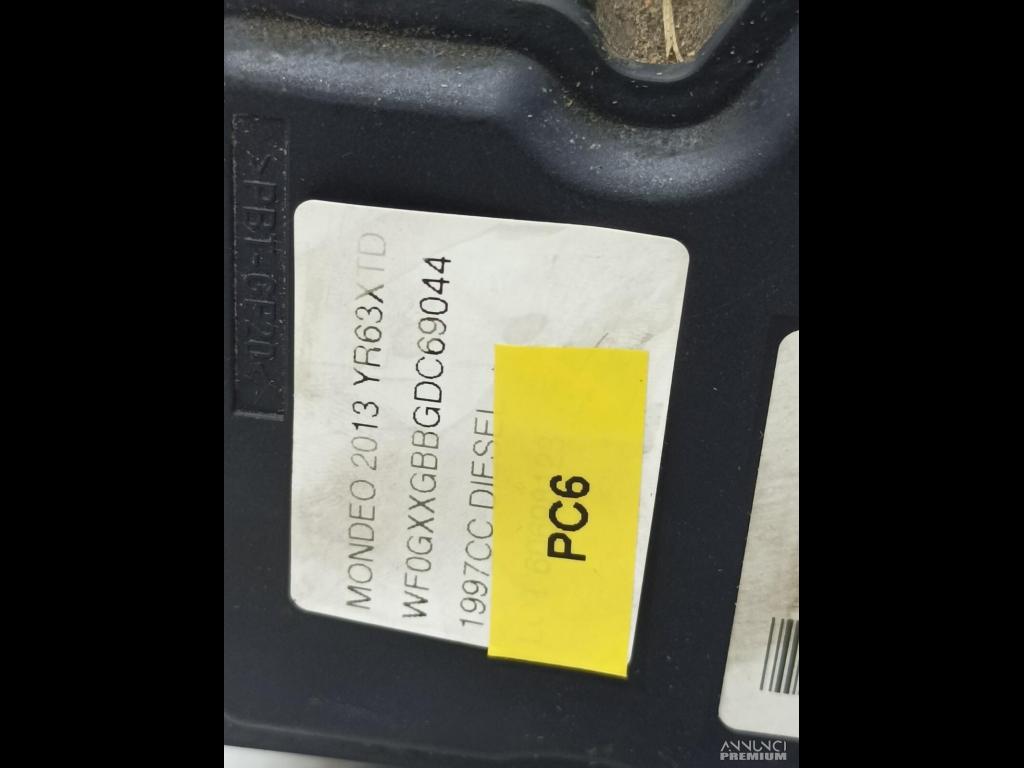 >PBT-GF20<
MONDEO 2013 YR63XTD
WF0GXXGBBGDC69044
1997CC DIESEL
PC6
ANNUNCI
PREMIUM